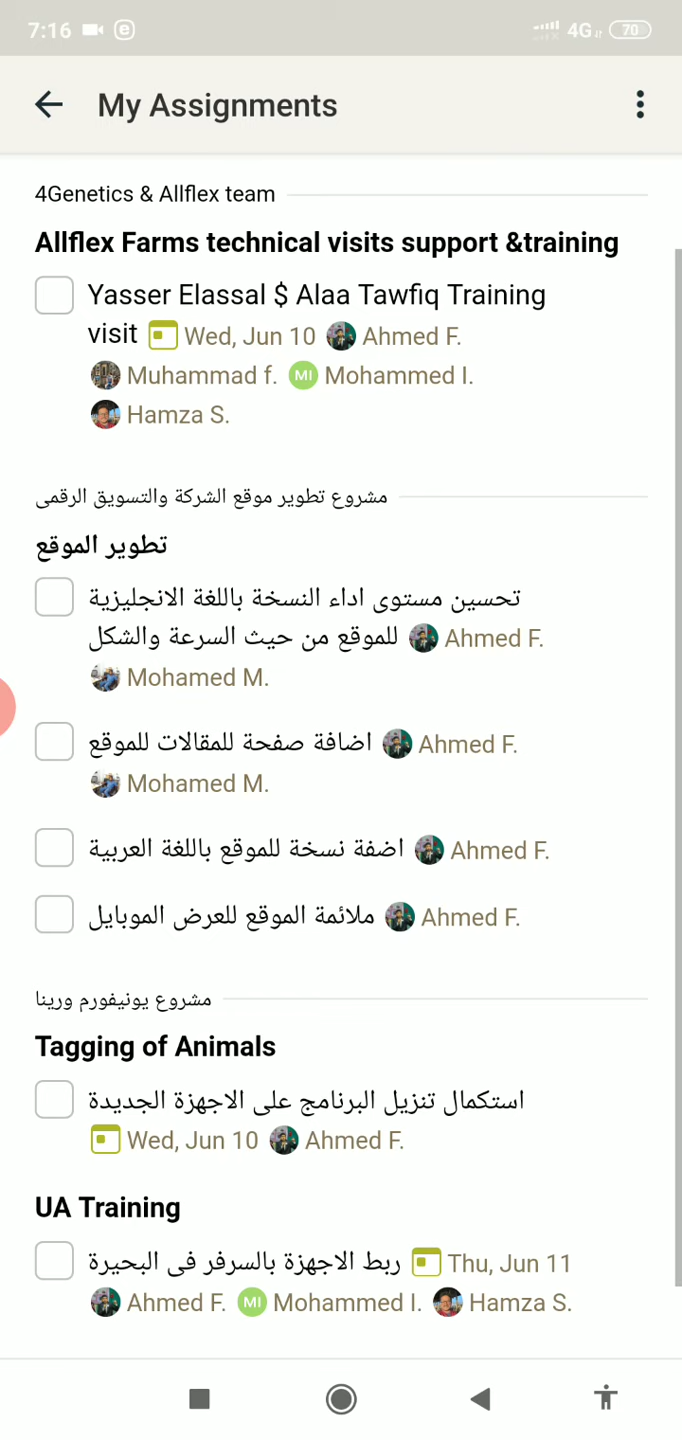 7:16
4G 70
My Assignments
4Genetics & Allflex team
Allflex Farms technical visits support &training
Yasser Elassal $ Alaa Tawfiq Training
visit Wed, Jun 10 Ahmed F.
Muhammad f. MI Mohammed I.
Hamza S.
مشروع تطوير موقع الشركة والتسويق الرقمى
تطوير الموقع
تحسين مستوى اداء النسخة باللغة الانجليزية
للموقع من حيث السرعة والشكل Ahmed F.
Mohamed M.
اضافة صفحة للمقالات للموقع Ahmed F.
Mohamed M.
اضفة نسخة للموقع باللغة العربية Ahmed F.
ملائمة الموقع للعرض الموبايل Ahmed F.
مشروع يونيفورم ورينا
Tagging of Animals
استكمال تنزيل البرنامج على الاجهزة الجديدة
Wed, Jun 10 Ahmed F.
UA Training
ربط الاجهزة بالسرفر فى البحيرة Thu, Jun 11
Ahmed F. MI Mohammed I. Hamza S.